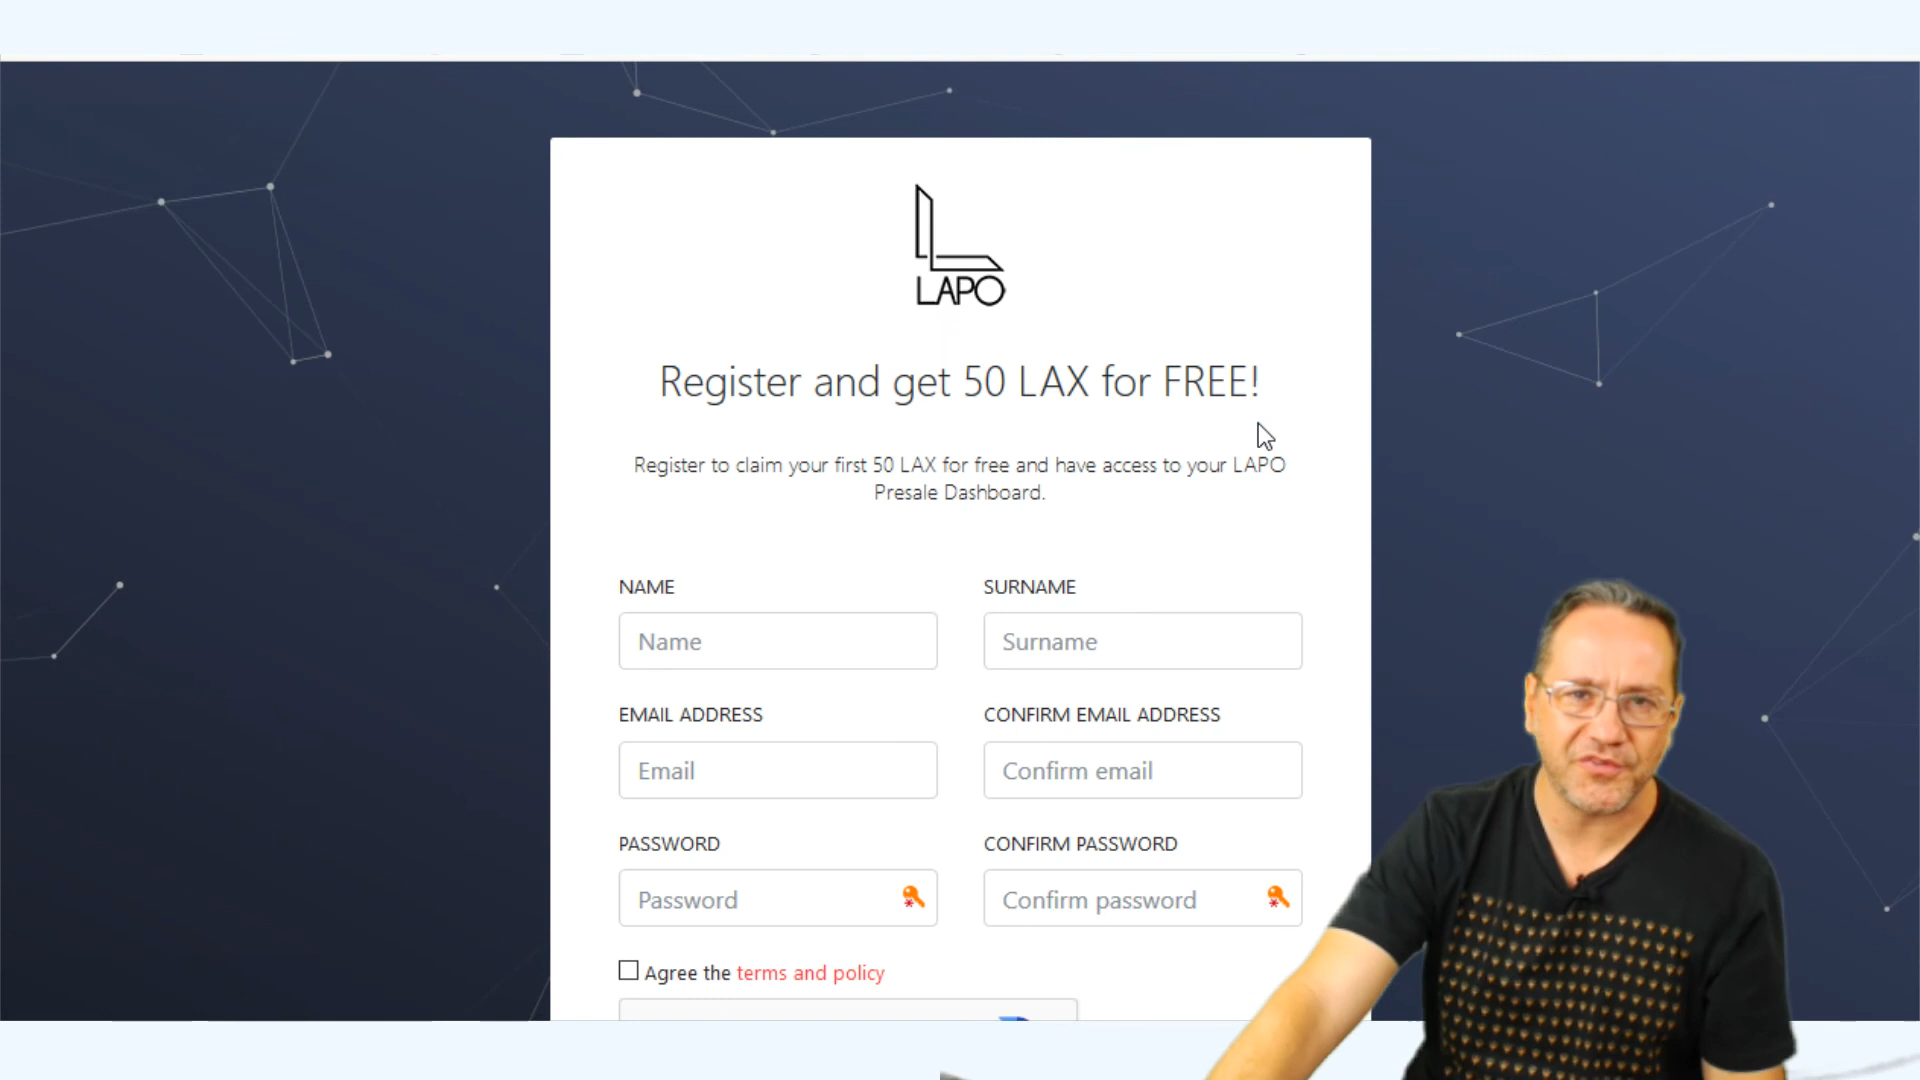 LAPO
Register and get 50 LAX for FREE!
Register to claim your first 50 LAX for free and have access to your LAPO
Presale Dashboard.
NAME
SURNAME
Name
Surname
EMAIL ADDRESS
CONFIRM EMAIL ADDRESS
Email
Confirm email
PASSWORD
CONFIRM PASSWORD
Password
Confirm password
Agree the terms and policy